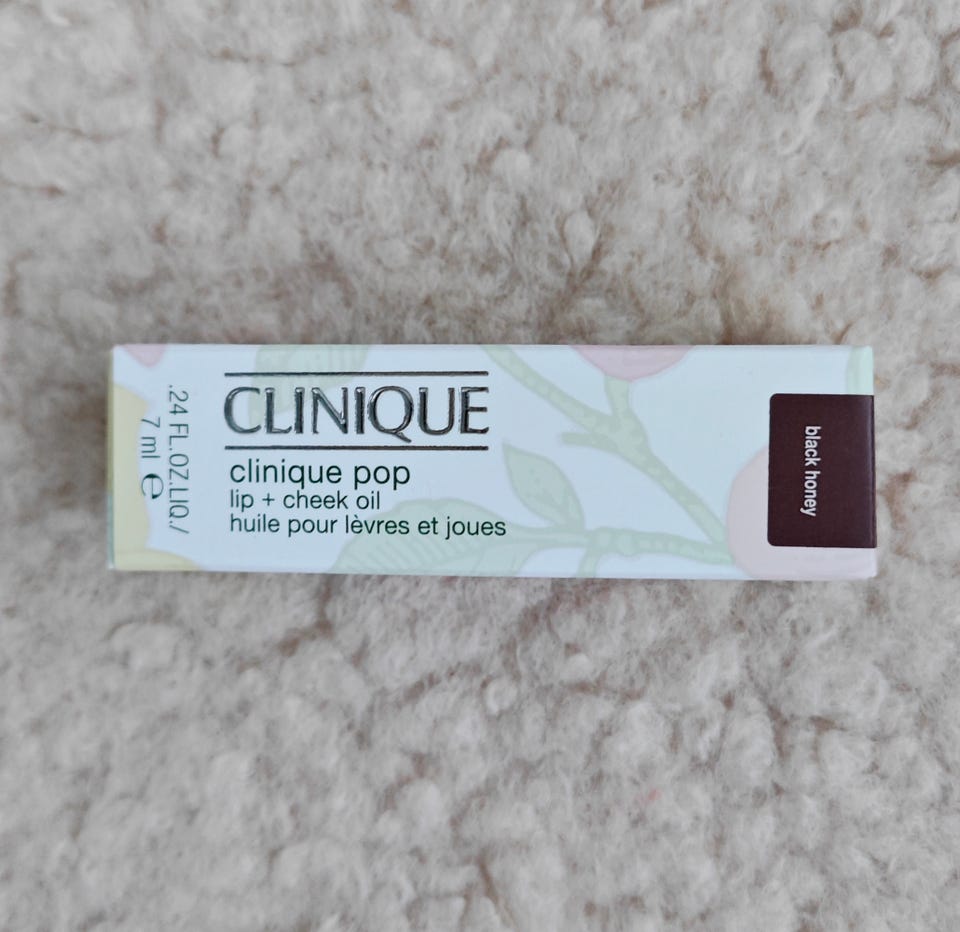 CLINIQUE
clinique pop
lip + cheek oil
huile pour lèvres et joues
.24 FL.OZ.LIQ./
7 ml ℮
black honey